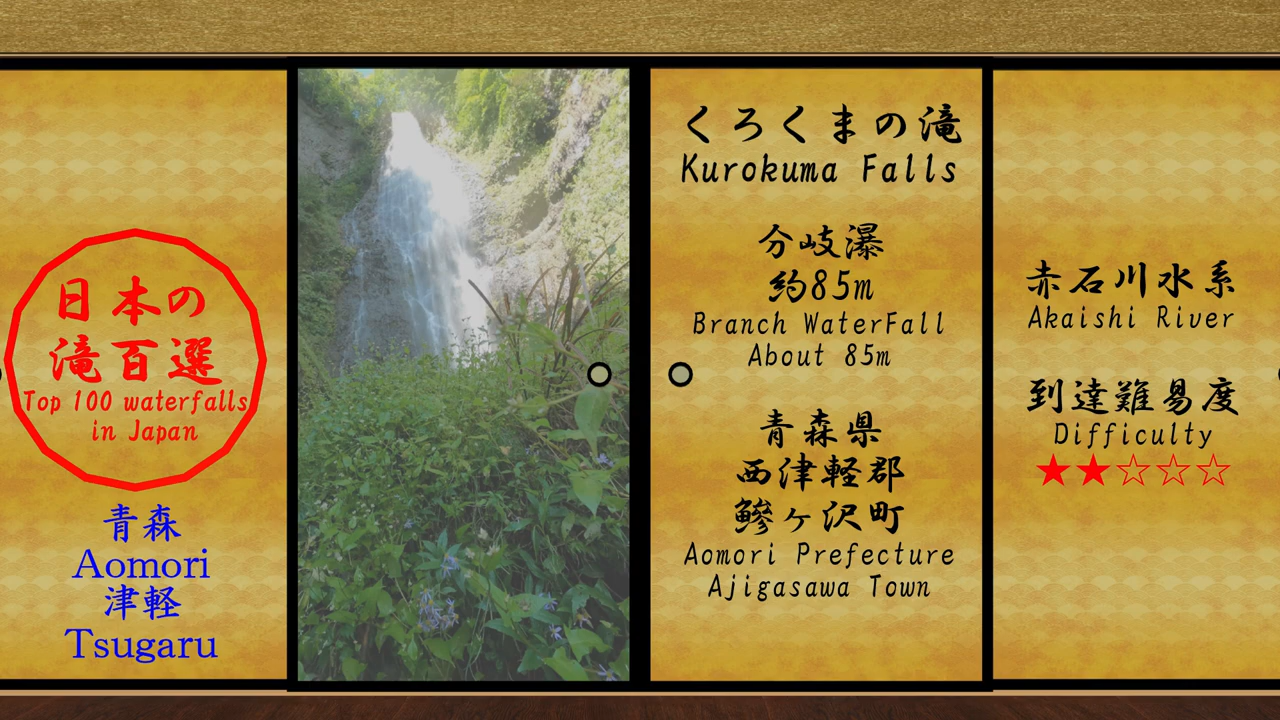 日本の
滝百選
Top 100 waterfalls
in Japan
青森
Aomori
津軽
Tsugaru
くろくまの滝
Kurokuma Falls
分岐瀑
約85m
Branch WaterFall
About 85m
青森県
西津軽郡
鰺ヶ沢町
Aomori Prefecture
Ajigasawa Town
赤石川水系
Akaishi River
到達難易度
Difficulty
★★☆☆☆